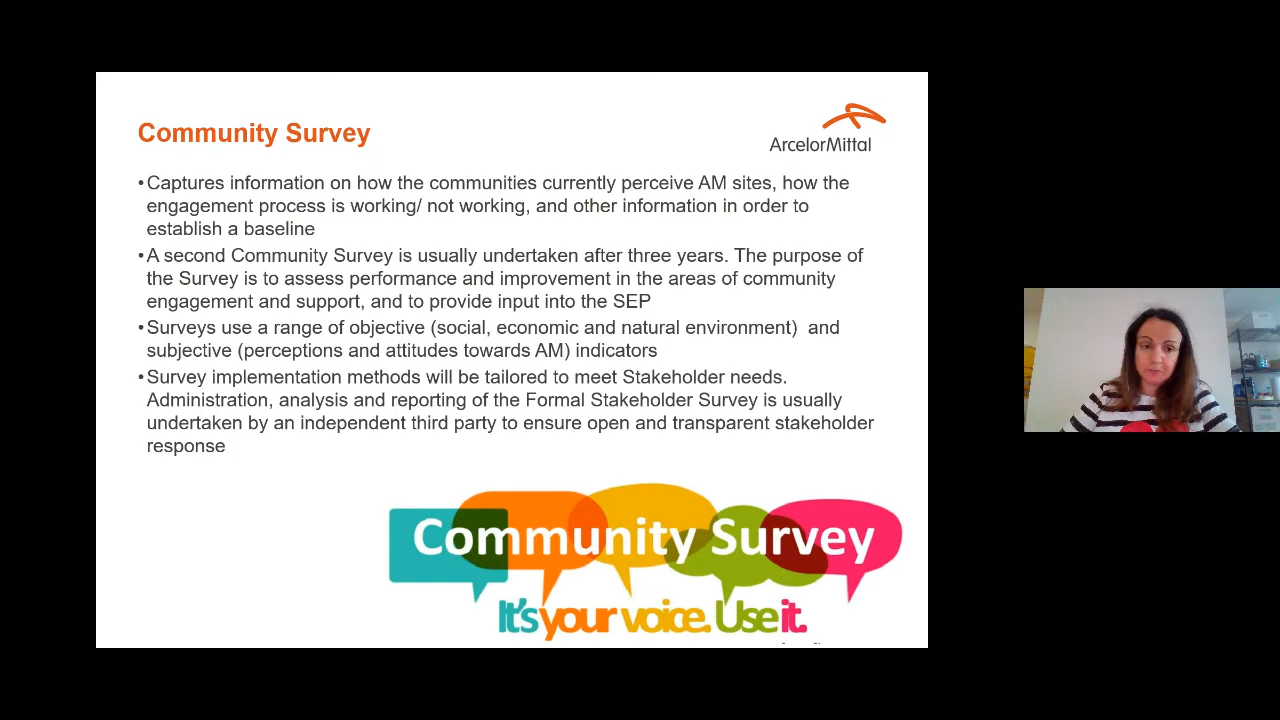 Community Survey
ArcelorMittal
•Captures information on how the communities currently perceive AM sites, how the
engagement process is working/ not working, and other information in order to
establish a baseline
•A second Community Survey is usually undertaken after three years. The purpose of
the Survey is to assess performance and improvement in the areas of community
engagement and support, and to provide input into the SEP
•Surveys use a range of objective (social, economic and natural environment)  and
subjective (perceptions and attitudes towards AM) indicators
•Survey implementation methods will be tailored to meet Stakeholder needs.
Administration, analysis and reporting of the Formal Stakeholder Survey is usually
undertaken by an independent third party to ensure open and transparent stakeholder
response
Community Survey
It's your voice. Use it.